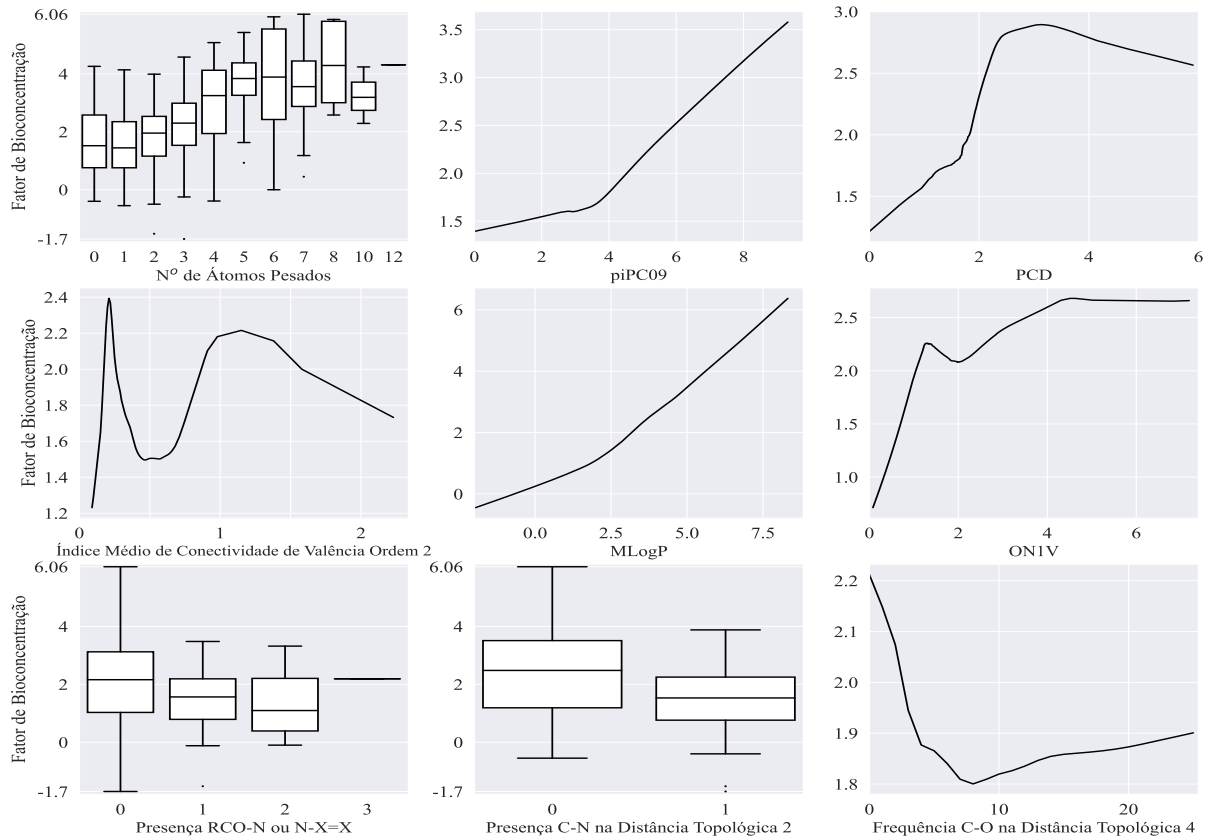 6.06
4
2
0
-1.7
Fator de Bioconcentração
0 1 2 3 4 5 6 7 8 10 12
Nº de Átomos Pesados
3.5
3.0
2.5
2.0
1.5
0 2 4 6 8
piPC09
3.0
2.5
2.0
1.5
0 2 4 6
PCD
2.4
2.2
2.0
1.8
1.6
1.4
1.2
Fator de Bioconcentração
0 1 2
Índice Médio de Conectividade de Valência Ordem 2
6
4
2
0
0.0 2.5 5.0 7.5
MLogP
2.5
2.0
1.5
1.0
0 2 4 6
ON1V
6.06
4
2
0
-1.7
Fator de Bioconcentração
0 1 2 3
Presença RCO-N ou N-X=X
6.06
4
2
0
-1.7
0 1
Presença C-N na Distância Topológica 2
2.2
2.1
2.0
1.9
1.8
0 10 20
Frequência C-O na Distância Topológica 4